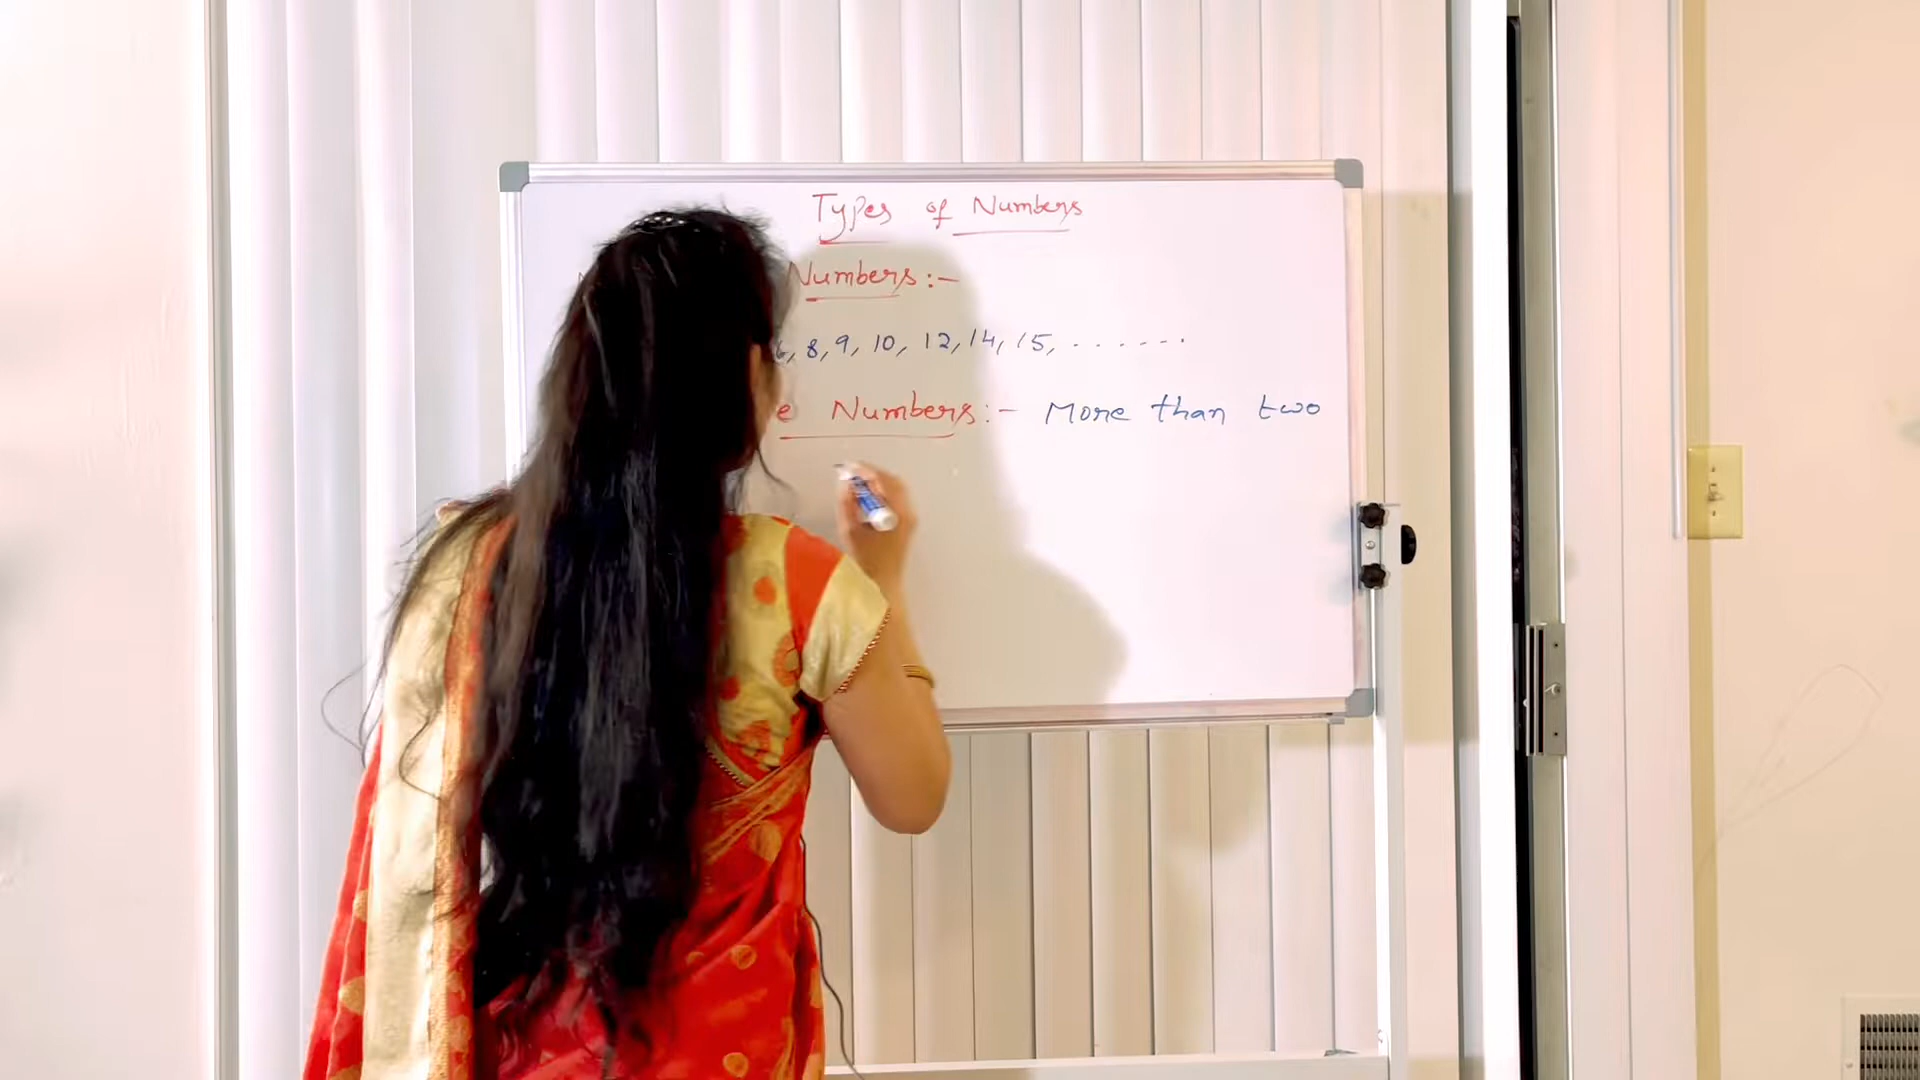 Types of Numbers
Numbers :-
6, 8, 9, 10, 12, 14, 15, . . . . . . .
e Numbers :- More than two